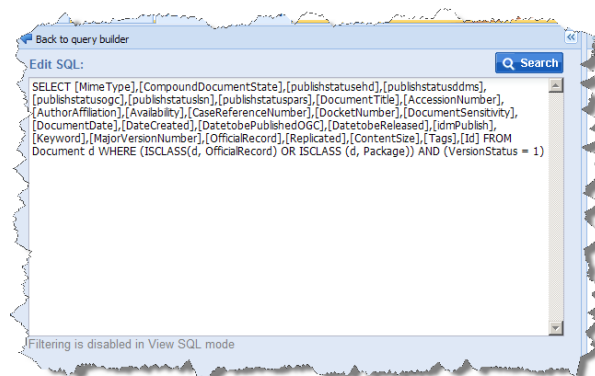 Back to query builder
Edit SQL:
Search
SELECT [MimeType],[CompoundDocumentState],[publishstatusehd],[publishstatusddms],
[publishstatusogc],[publishstatuslsn],[publishstatuspars],[DocumentTitle],[AccessionNumber],
[AuthorAffiliation],[Availability],[CaseReferenceNumber],[DocketNumber],[DocumentSensitivity],
[DocumentDate],[DateCreated],[DatetobePublishedOGC],[DatetobeReleased],[idmPublish],
[Keyword],[MajorVersionNumber],[OfficialRecord],[Replicated],[ContentSize],[Tags],[Id] FROM
Document d WHERE (ISCLASS(d, OfficialRecord) OR ISCLASS (d, Package)) AND (VersionStatus = 1)
Filtering is disabled in View SQL mode